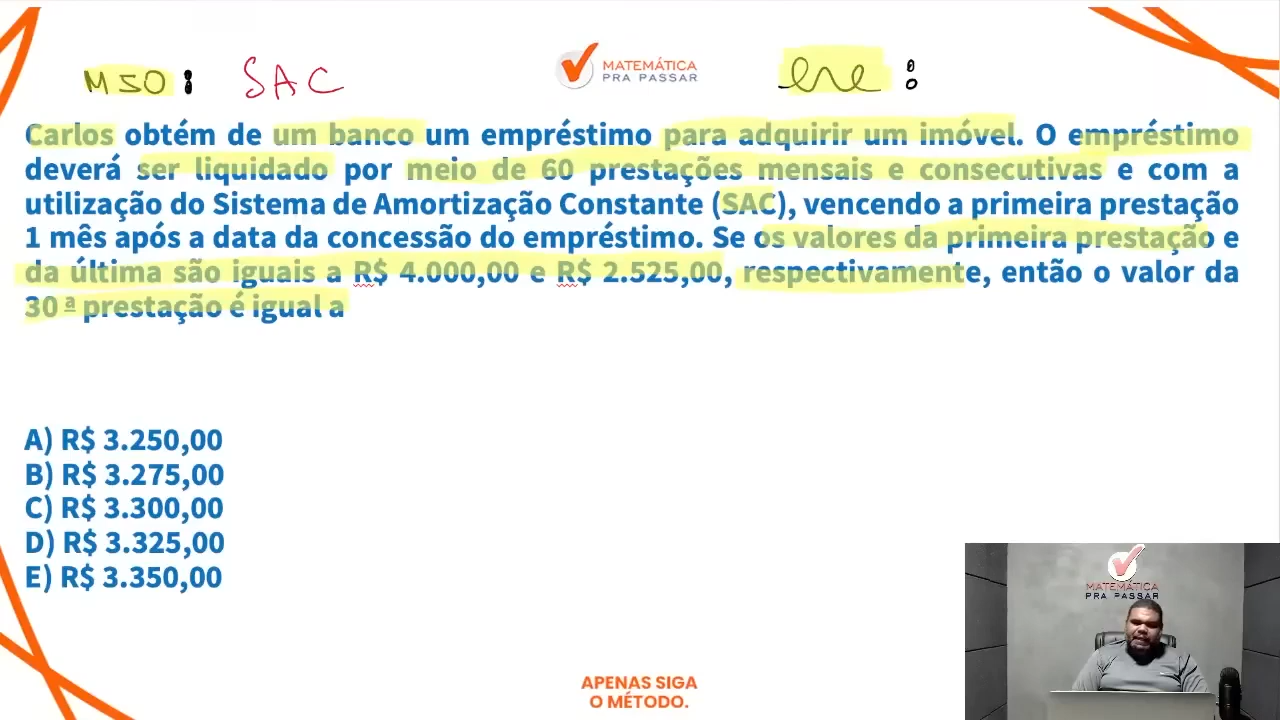 MSO: SAC
MATEMÁTICA
PRA PASSAR
Carlos obtém de um banco um empréstimo para adquirir um imóvel. O empréstimo
deverá ser liquidado por meio de 60 prestações mensais e consecutivas e com a
utilização do Sistema de Amortização Constante (SAC), vencendo a primeira prestação
1 mês após a data da concessão do empréstimo. Se os valores da primeira prestação e
da última são iguais a R$ 4.000,00 e R$ 2.525,00, respectivamente, então o valor da
30 ª prestação é igual a
A) R$ 3.250,00
B) R$ 3.275,00
C) R$ 3.300,00
D) R$ 3.325,00
E) R$ 3.350,00
MATEMÁTICA
PRA PASSAR
APENAS SIGA
O MÉTODO.